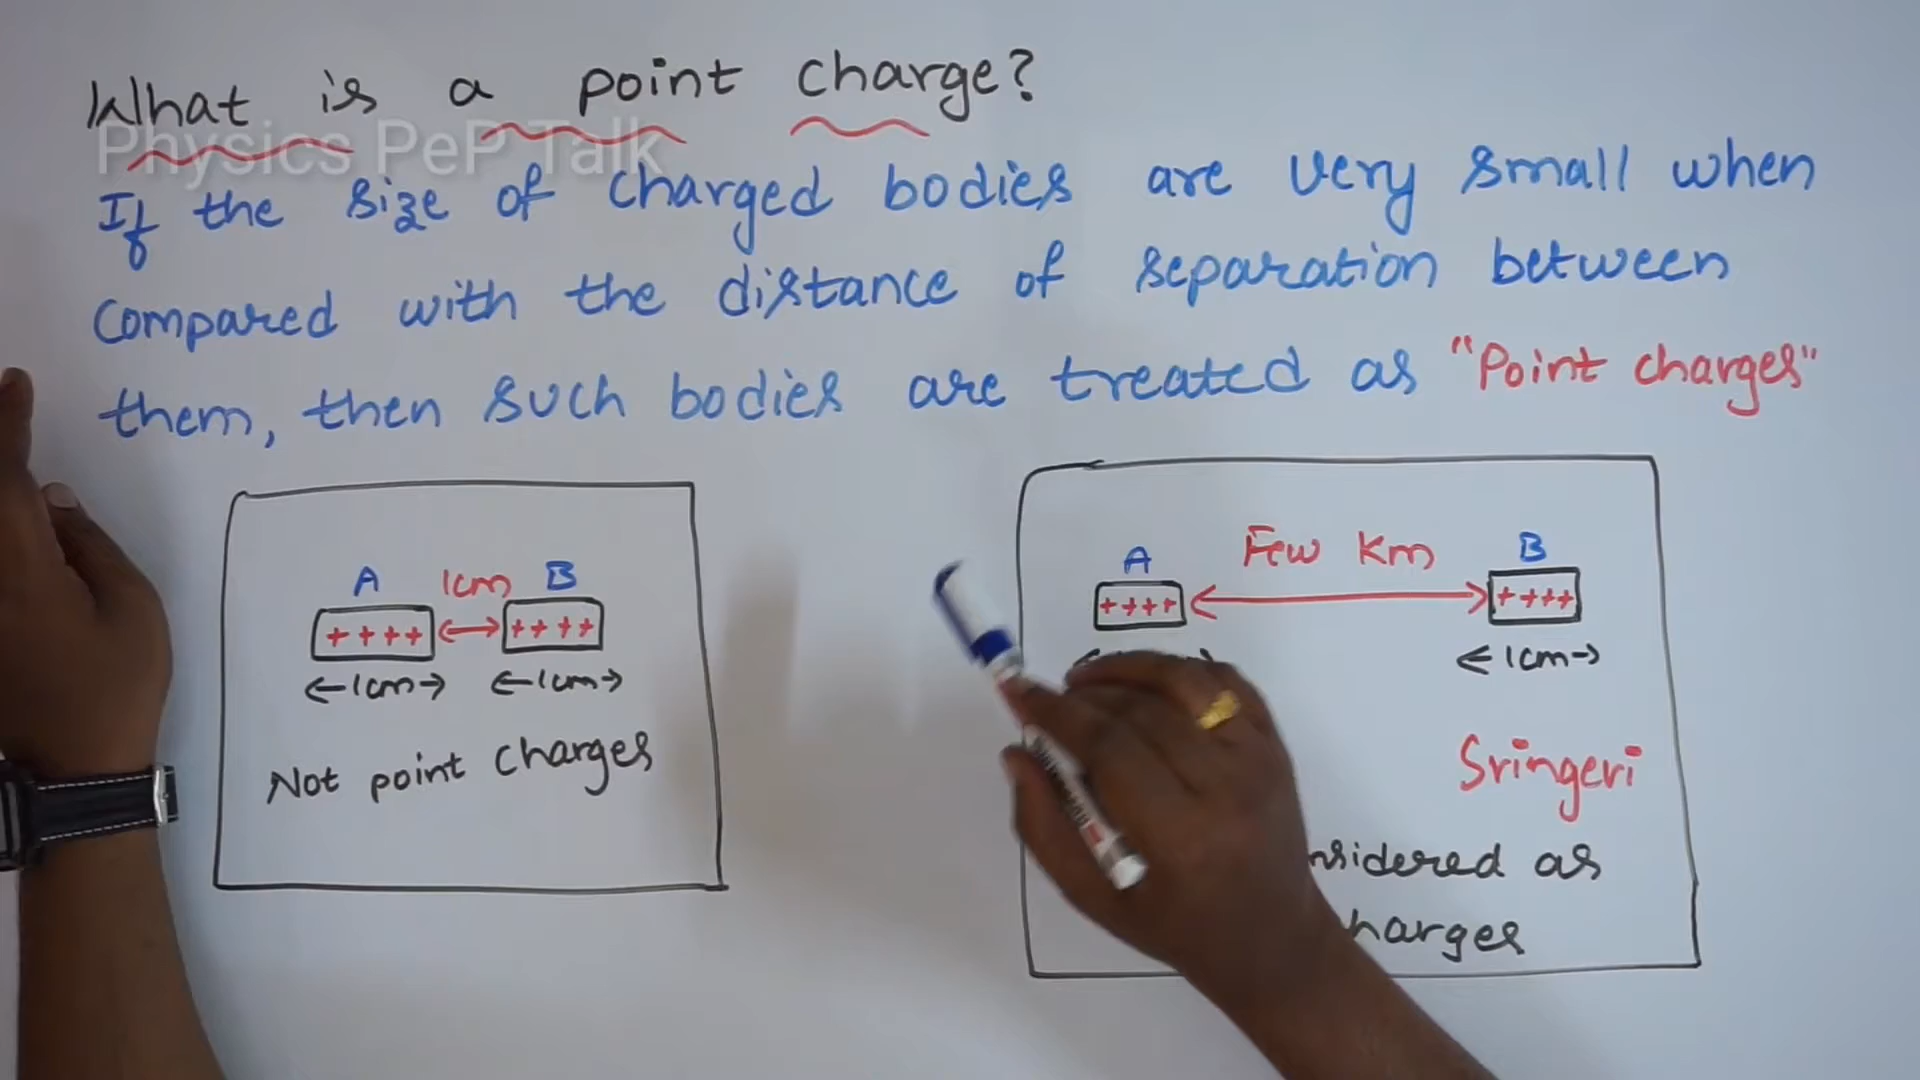 What is a point charge?
Physics PeP Talk
If the size of charged bodies are very small when
compared with the distance of separation between
them, then such bodies are treated as "Point charges"
A 1cm B
++++ ++++
1cm 1cm
Not point charges
A Few Km B
++++ ++++
1cm
Sringeri
nsidered as
harges